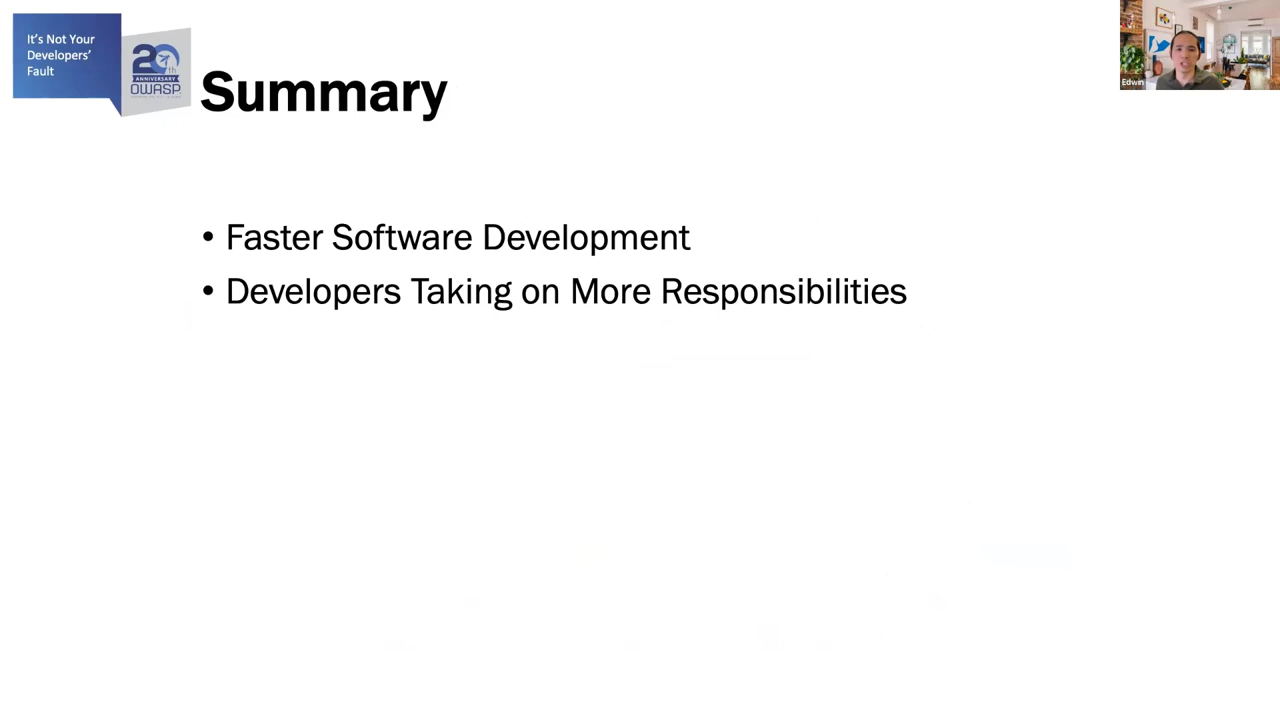 It's Not Your
Developers'
Fault
20th
ANNIVERSARY
OWASP
Summary
• Faster Software Development
• Developers Taking on More Responsibilities
Edwin